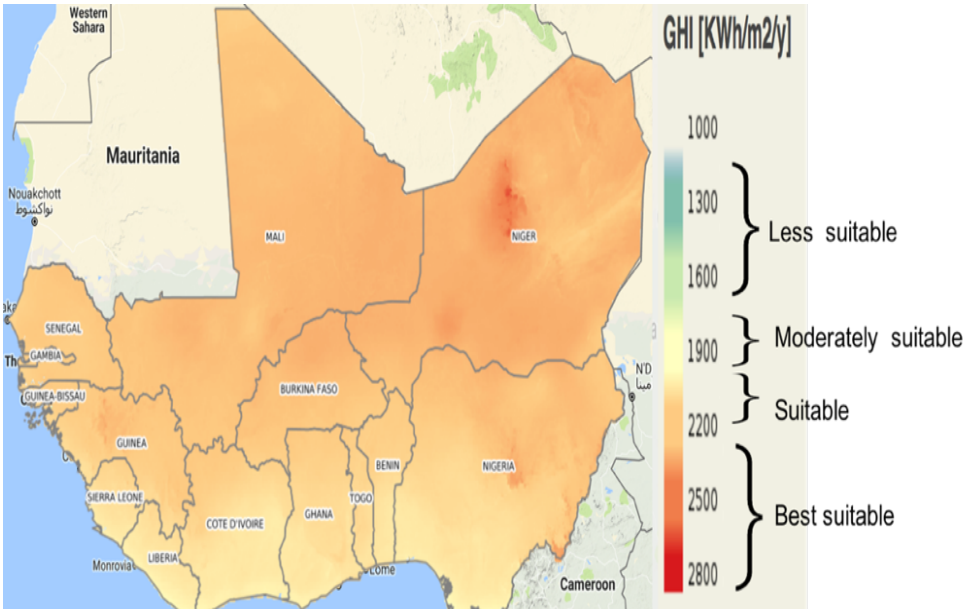 Western
Sahara
GHI [KWh/m2/y]
1000
Mauritania
Nouakchott
نواكشوط
1300
MALI
NIGER
Less suitable
1600
SENEGAL
Moderately suitable
GAMBIA
1900
Th
N'D
BURKINA FASO
GUINEA-BISSAU
Suitable
2200
GUINEA
BENIN
NIGERIA
SIERRA LEONE
TOGO
2500
GHANA
COTE D'IVOIRE
Best suitable
LIBERIA
Monrovia
Lome
2800
Cameroon